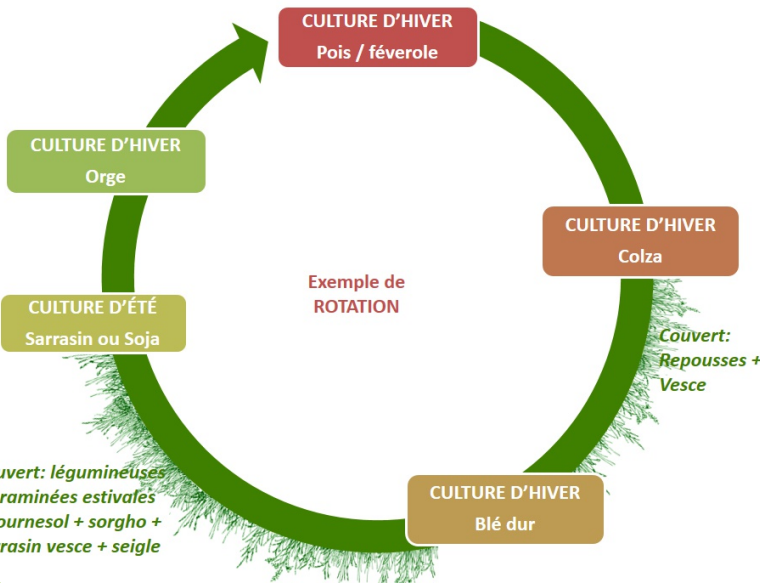 CULTURE D'HIVER
Pois / féverole
CULTURE D'HIVER
Orge
CULTURE D'HIVER
Colza
Exemple de
ROTATION
CULTURE D'ÉTÉ
Sarrasin ou Soja
Couvert:
Repousses +
Vesce
uvert: légumineuses
raminées estivales
ournesol + sorgho +
rasin vesce + seigle
CULTURE D'HIVER
Blé dur